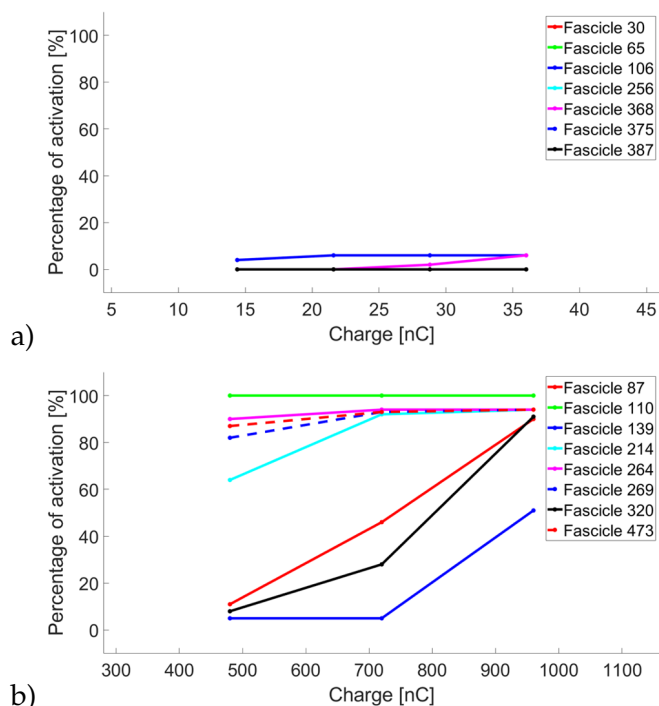 100
80
60
40
20
0
Percentage of activation [%]
5 10 15 20 25 30 35 40 45
Charge [nC]
Fascicle 30
Fascicle 65
Fascicle 106
Fascicle 256
Fascicle 368
Fascicle 375
Fascicle 387
a)
100
80
60
40
20
0
Percentage of activation [%]
300 400 500 600 700 800 900 1000 1100
Charge [nC]
Fascicle 87
Fascicle 110
Fascicle 139
Fascicle 214
Fascicle 264
Fascicle 269
Fascicle 320
Fascicle 473
b)